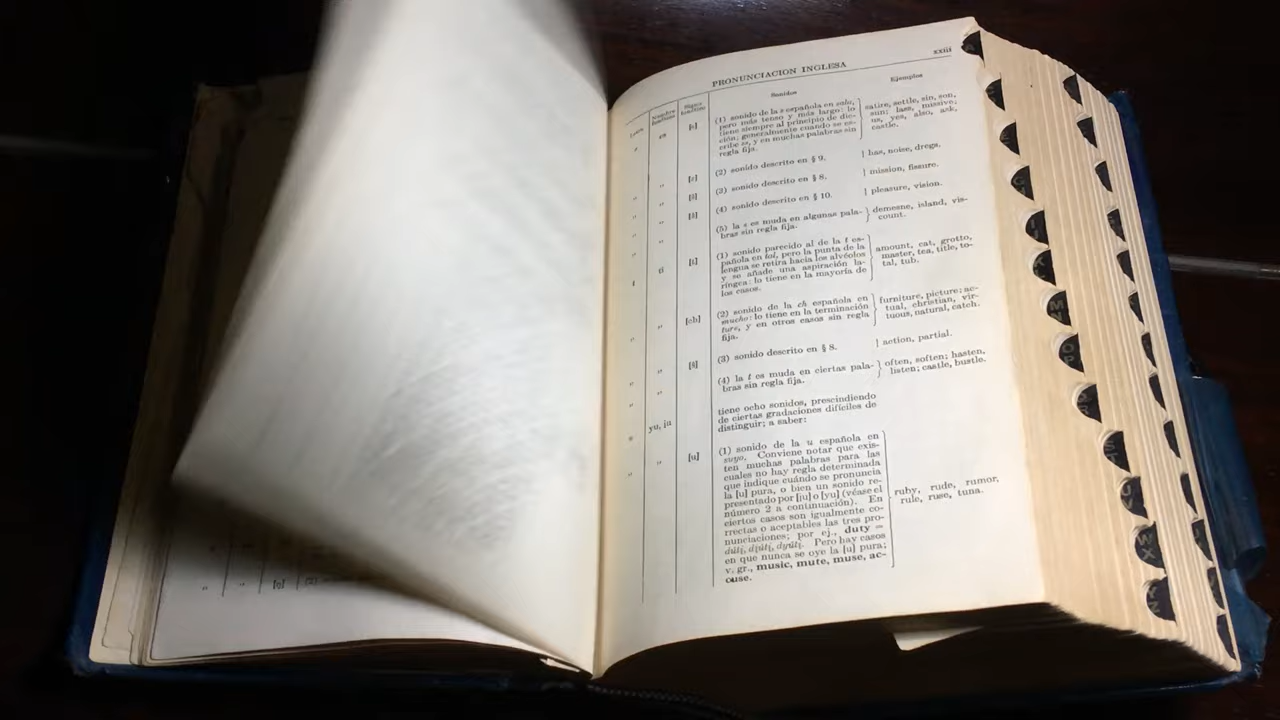 xxiii
PRONUNCIACION INGLESA
Letra Nombre fonético Signo fonético Sonidos Ejemplos
es [s] (1) sonido de la s española en sala,
pero más tenso y más largo: lo
tiene siempre al principio de dic-
ción; generalmente cuando se es-
cribe ss, y en muchas palabras sin
regla fija.
satire, setile, sin, son,
sun; lass, missive,
us, yes, also, ask,
castle.
(2) sonido descrito en § 9. has, noise, dregs.
(3) sonido descrito en § 8. mission, fissure.
(4) sonido descrito en § 10. pleasure, vision.
(5) la s es muda en algunas pala-
bras sin regla fija.
demesne, island, vis-
count.
ti [t] (1) sonido parecido al de la t es-
pañola en tol, pero la punta de la
lengua se retira hacia los alvéolos
y se añade una aspiración la-
ríngea: lo tiene en la mayoría de
los casos.
amount, cat, grotto,
master, tea, title, to-
tal, tub.
[ch] (2) sonido de la ch española en
mucho: lo tiene en la terminación
ture, y en otros casos sin regla
fija.
furniture, picture; ac-
tual, christian, vir-
tuous, natural, catch.
(3) sonido descrito en § 8. action, partial.
(4) la t es muda en ciertas pala-
bras sin regla fija.
often, soften; hasten,
listen; castle, bustle.
yu, iu tiene ocho sonidos, prescindiendo
de ciertas gradaciones difíciles de
distinguir; a saber:
[u] (1) sonido de la u española en
suyo. Conviene notar que exis-
ten muchas palabras para las
cuales no hay regla determinada
que indique cuándo se pronuncia
la [u] pura, o bien un sonido re-
presentado por [iu] o [yu] (véase el
número 2 a continuación). En
ciertos casos son igualmente co-
rrectas o aceptables las tres pro-
nunciaciones; por ej., duty =
Pero hay casos
en que nunca se oye la [u] pura;
v. gr., music, mute, muse, ac-
cuse.
ruby, rude, rumor,
rule, ruse, tuna.
A
M
N
O
P
S
T
W
X
Y
Z